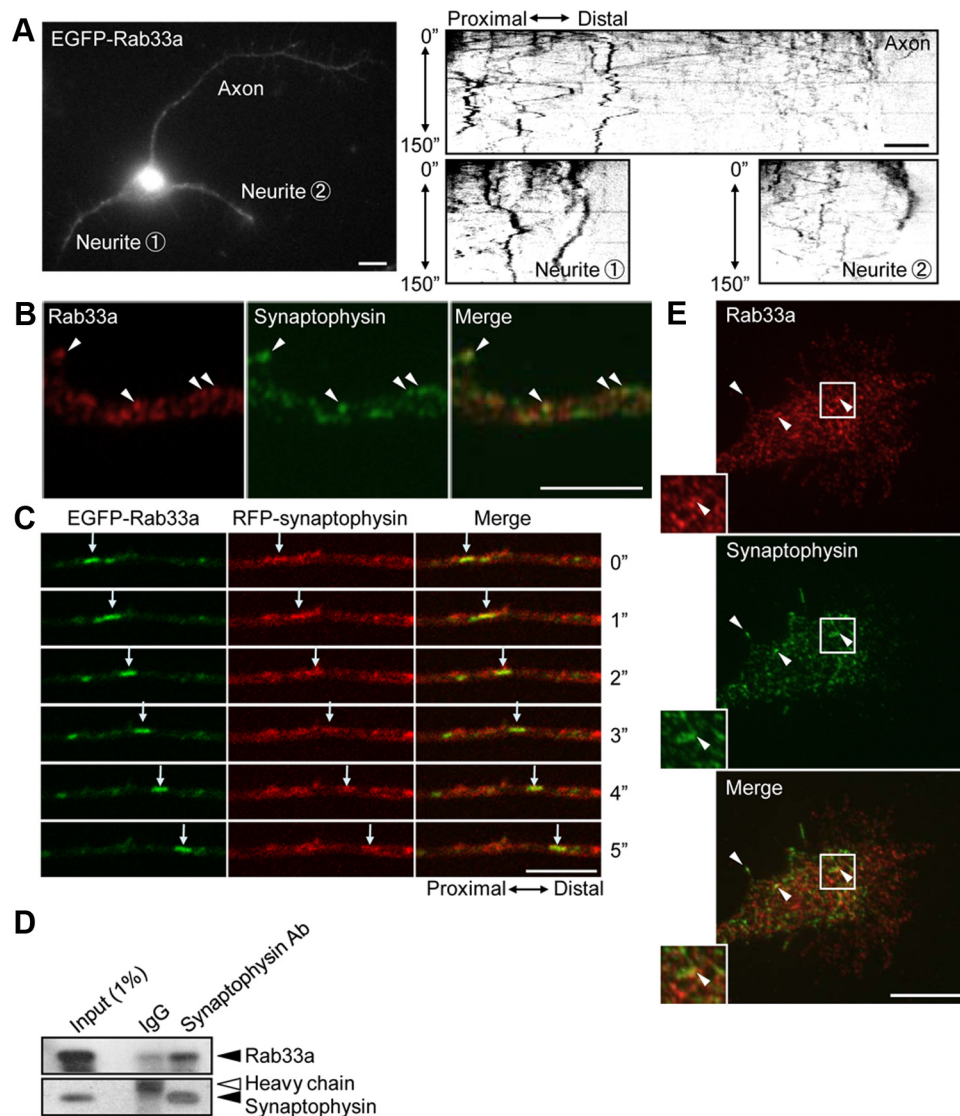 A
EGFP-Rab33a
Axon
Neurite ②
Neurite ①
Proximal Distal
0”
Axon
150”
0”
150”
Neurite ①
0”
150”
Neurite ②
B
Rab33a
Synaptophysin
Merge
C
EGFP-Rab33a
RFP-synaptophysin
Merge
0”
1”
2”
3”
4”
5”
Proximal Distal
D
Input (1%)
IgG
Synaptophysin Ab
Rab33a
Heavy chain
Synaptophysin
E
Rab33a
Synaptophysin
Merge